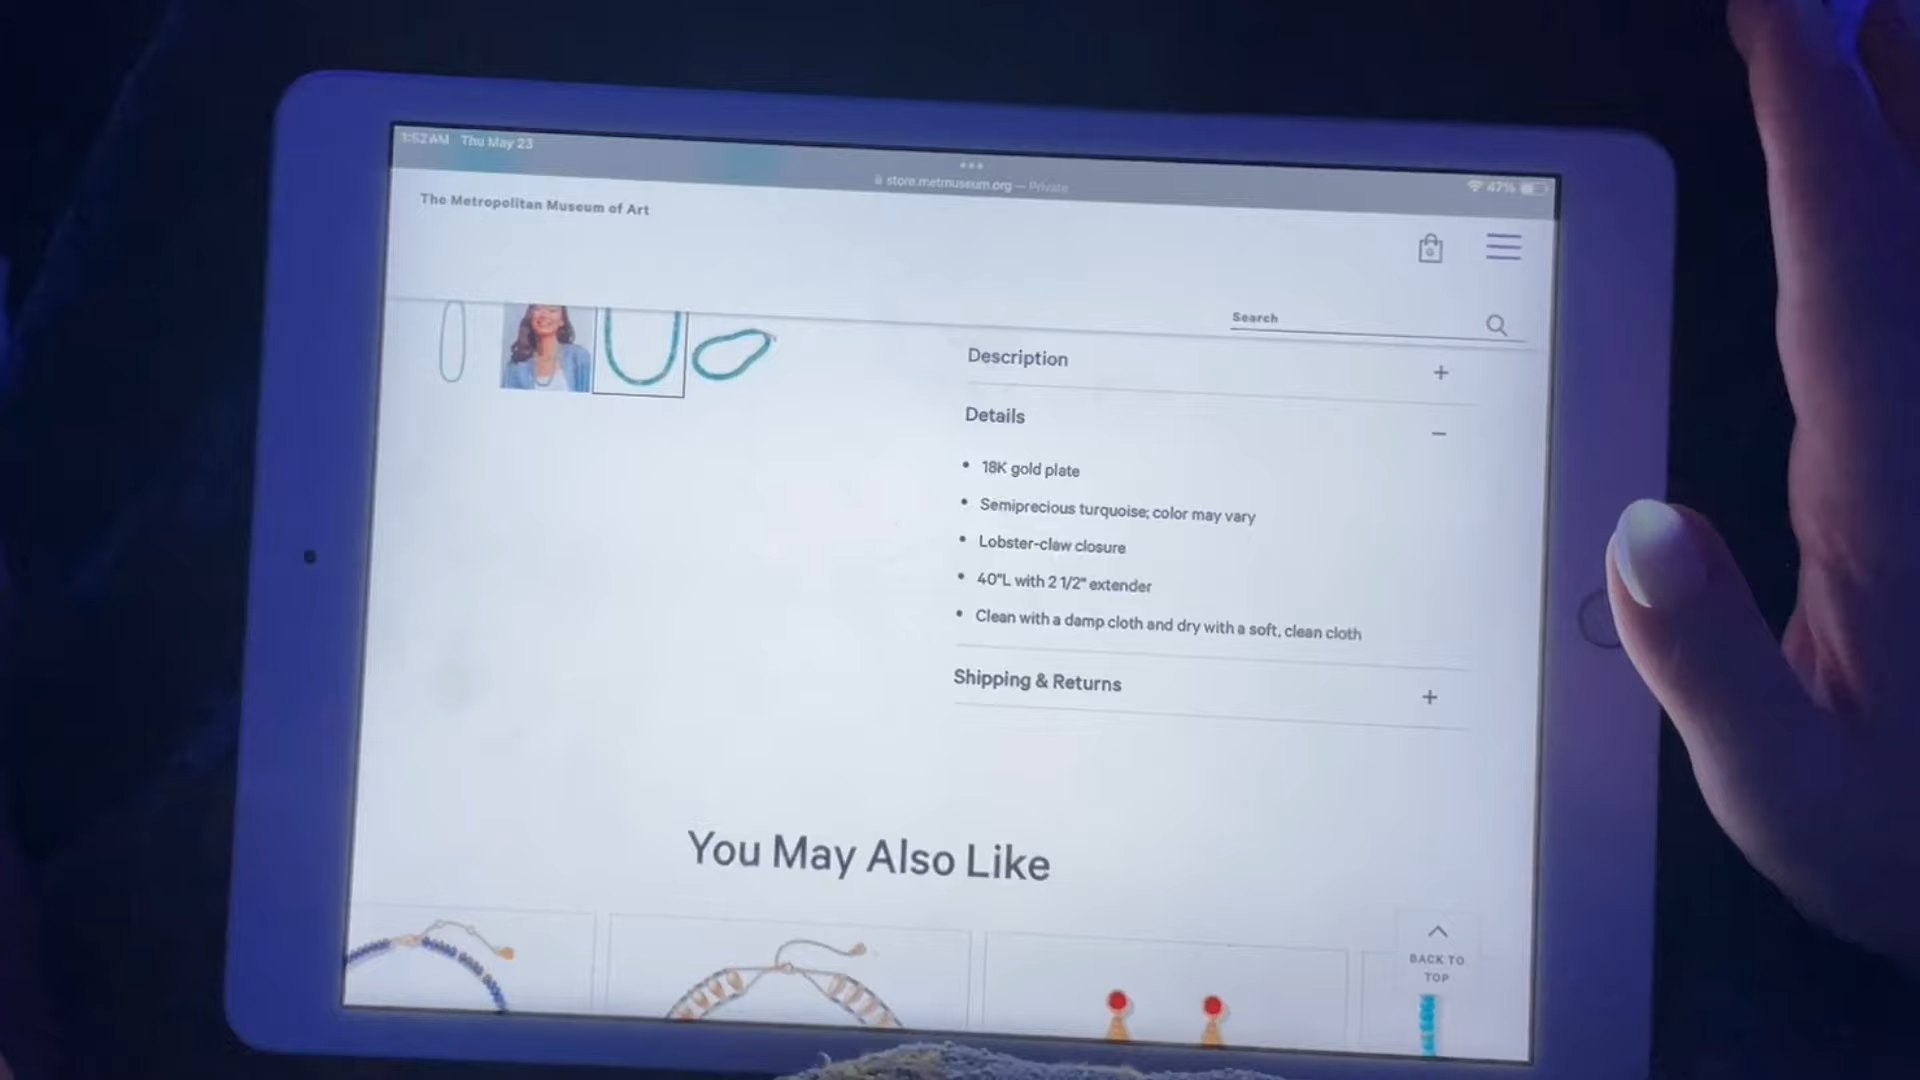 1:52 AM Thu May 23
store.metmuseum.org — Private
47%
The Metropolitan Museum of Art
0
Search
Description
Details
18K gold plate
Semiprecious turquoise; color may vary
Lobster-claw closure
40"L with 2 1/2" extender
Clean with a damp cloth and dry with a soft, clean cloth
Shipping & Returns
You May Also Like
BACK TO
TOP